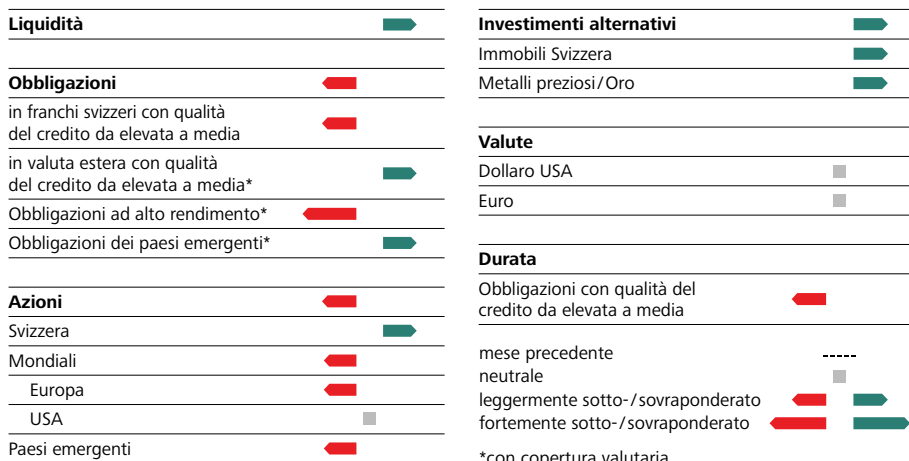 Liquidità
Obbligazioni
in franchi svizzeri con qualità
del credito da elevata a media
in valuta estera con qualità
del credito da elevata a media*
Obbligazioni ad alto rendimento*
Obbligazioni dei paesi emergenti*
Azioni
Svizzera
Mondiali
Europa
USA
Paesi emergenti
Investimenti alternativi
Immobili Svizzera
Metalli preziosi/Oro
Valute
Dollaro USA
Euro
Durata
Obbligazioni con qualità del
credito da elevata a media
mese precedente
neutrale
leggermente sotto-/sovraponderato
fortemente sotto-/sovraponderato
*con copertura valutaria